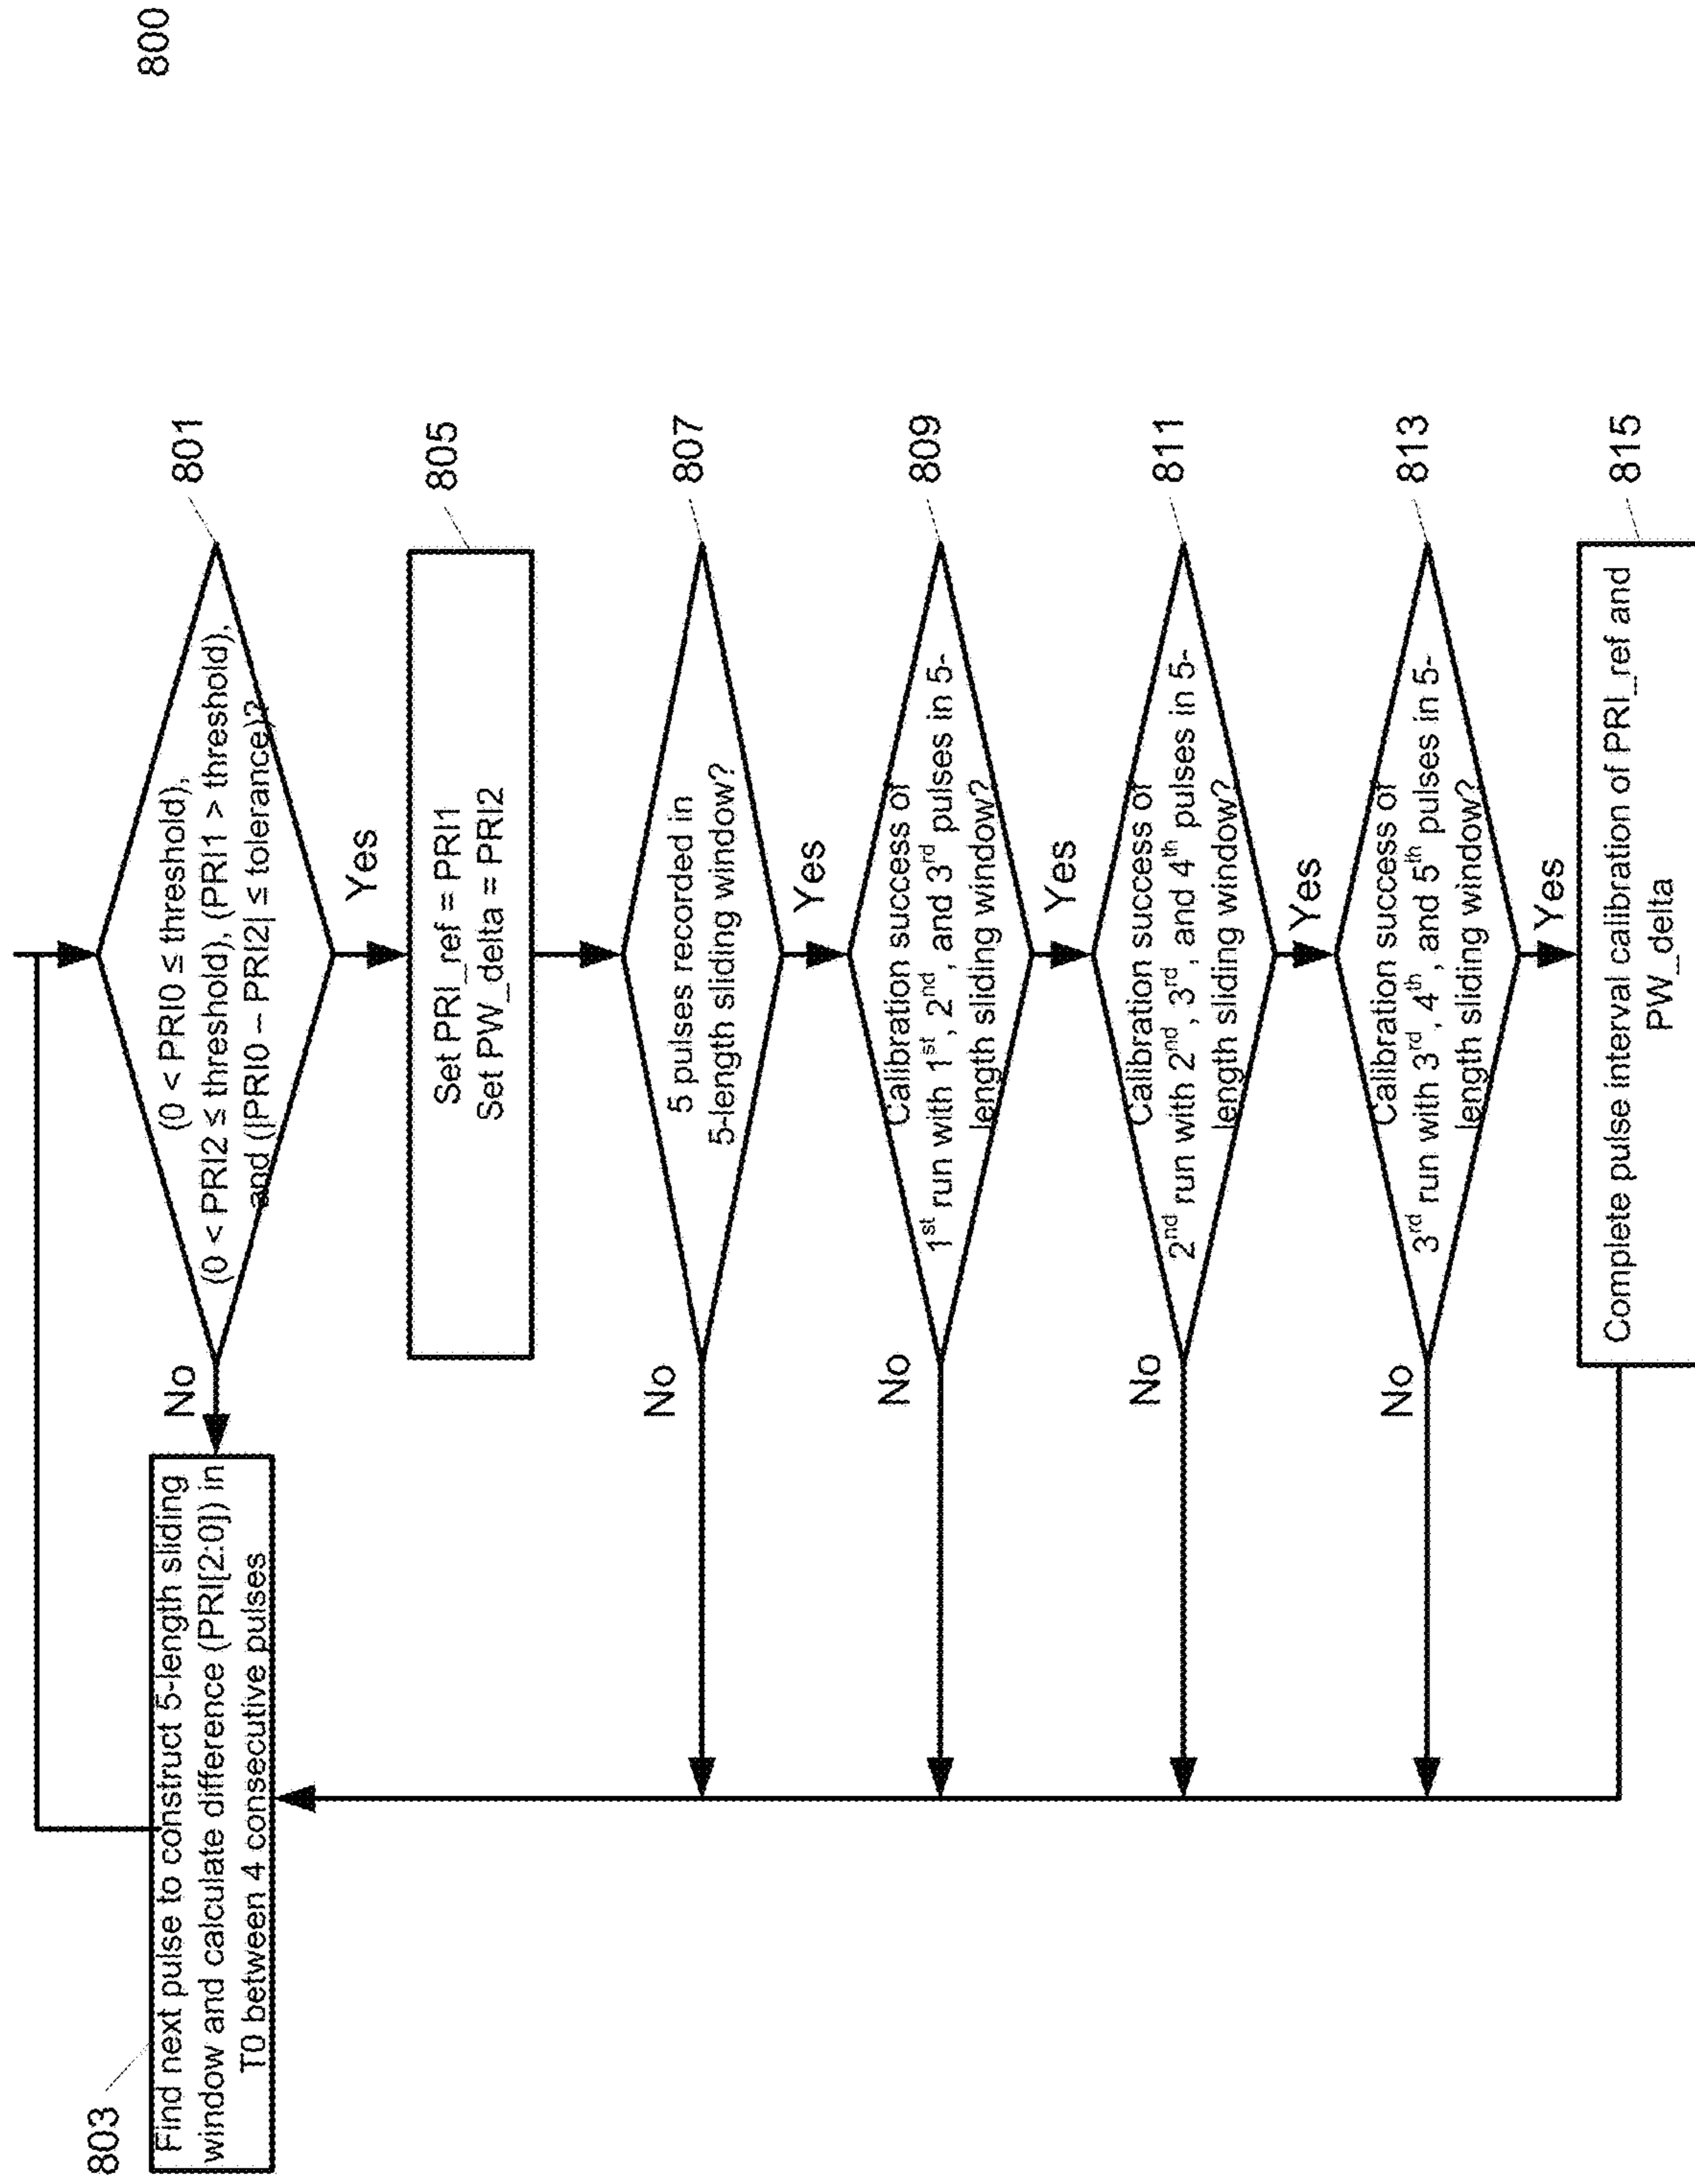 800
801
(0 < PRI0 ≤ threshold),
(0 < PRI2 ≤ threshold), (PRI1 > threshold),
and (|PRI0 – PRI2| ≤ tolerance)?
No
Yes
803
Find next pulse to construct 5-length sliding
window and calculate difference (PRI[2:0]) in
T0 between 4 consecutive pulses
805
Set PRI_ref = PRI1
Set PW_delta = PRI2
807
5 pulses recorded in
5-length sliding window?
No
Yes
809
Calibration success of
1st run with 1st, 2nd, and 3rd pulses in 5-
length sliding window?
No
Yes
811
Calibration success of
2nd run with 2nd, 3rd, and 4th pulses in 5-
length sliding window?
No
Yes
813
Calibration success of
3rd run with 3rd, 4th, and 5th pulses in 5-
length sliding window?
No
Yes
815
Complete pulse interval calibration of PRI_ref and
PW_delta